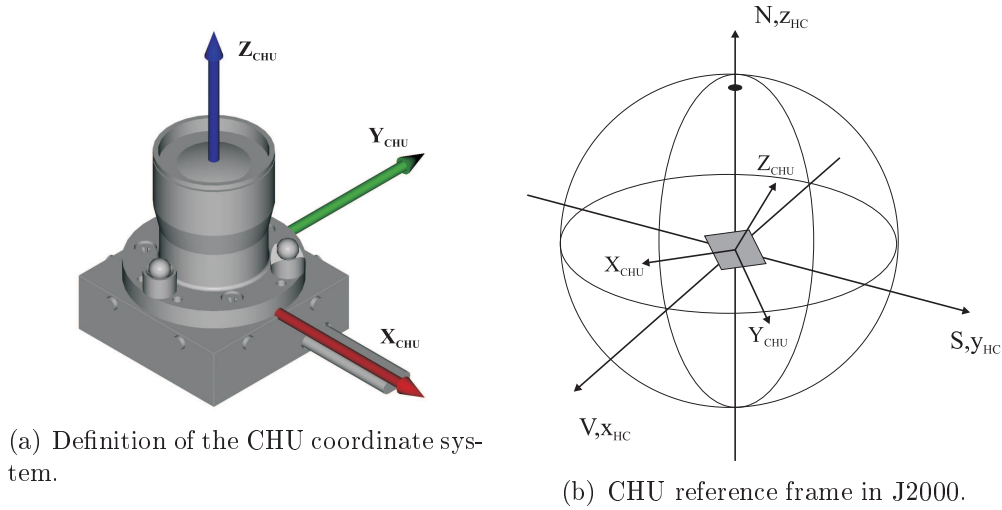 Z_CHU
Y_CHU
X_CHU
(a) Definition of the CHU coordinate sys-
tem.
N,z_HC
Z_CHU
X_CHU
Y_CHU
S,y_HC
V,x_HC
(b) CHU reference frame in J2000.